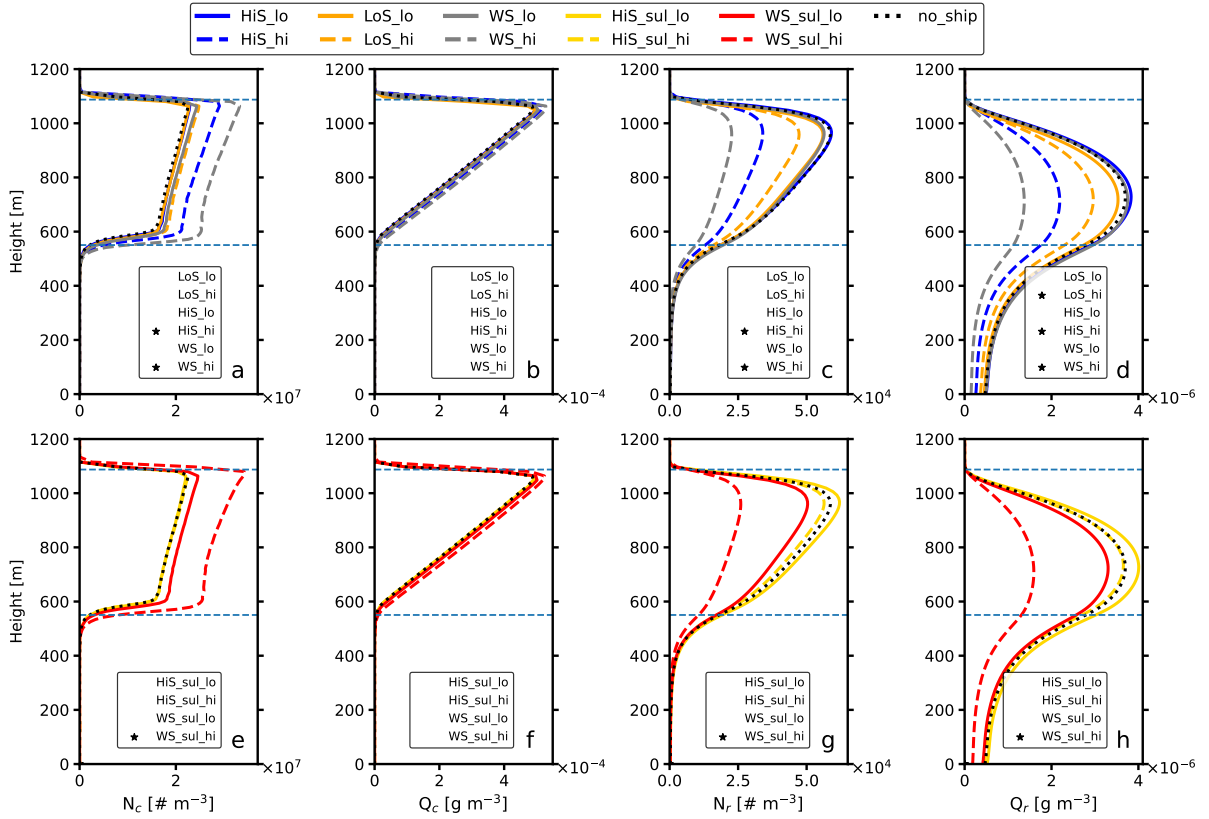 HiS_lo LoS_lo WS_lo HiS_sul_lo WS_sul_lo no_ship
HiS_hi LoS_hi WS_hi HiS_sul_hi WS_sul_hi
Height [m]
1200
1000
800
600
400
200
0
LoS_lo
LoS_hi
HiS_lo
★ HiS_hi
WS_lo
★ WS_hi
a
0 2 ×10⁷
1200
1000
800
600
400
200
0
LoS_lo
LoS_hi
HiS_lo
HiS_hi
WS_lo
WS_hi
b
0 2 4 ×10⁻⁴
1200
1000
800
600
400
200
0
LoS_lo
LoS_hi
HiS_lo
★ HiS_hi
WS_lo
★ WS_hi
c
0.0 2.5 5.0 ×10⁴
1200
1000
800
600
400
200
0
LoS_lo
★ LoS_hi
HiS_lo
★ HiS_hi
WS_lo
★ WS_hi
d
0 2 4 ×10⁻⁶
Height [m]
1200
1000
800
600
400
200
0
HiS_sul_lo
HiS_sul_hi
WS_sul_lo
★ WS_sul_hi
e
0 2 ×10⁷
N_c [# m⁻³]
1200
1000
800
600
400
200
0
HiS_sul_lo
HiS_sul_hi
WS_sul_lo
WS_sul_hi
f
0 2 4 ×10⁻⁴
Q_c [g m⁻³]
1200
1000
800
600
400
200
0
HiS_sul_lo
HiS_sul_hi
WS_sul_lo
★ WS_sul_hi
g
0.0 2.5 5.0 ×10⁴
N_r [# m⁻³]
1200
1000
800
600
400
200
0
HiS_sul_lo
HiS_sul_hi
WS_sul_lo
★ WS_sul_hi
h
0 2 4 ×10⁻⁶
Q_r [g m⁻³]